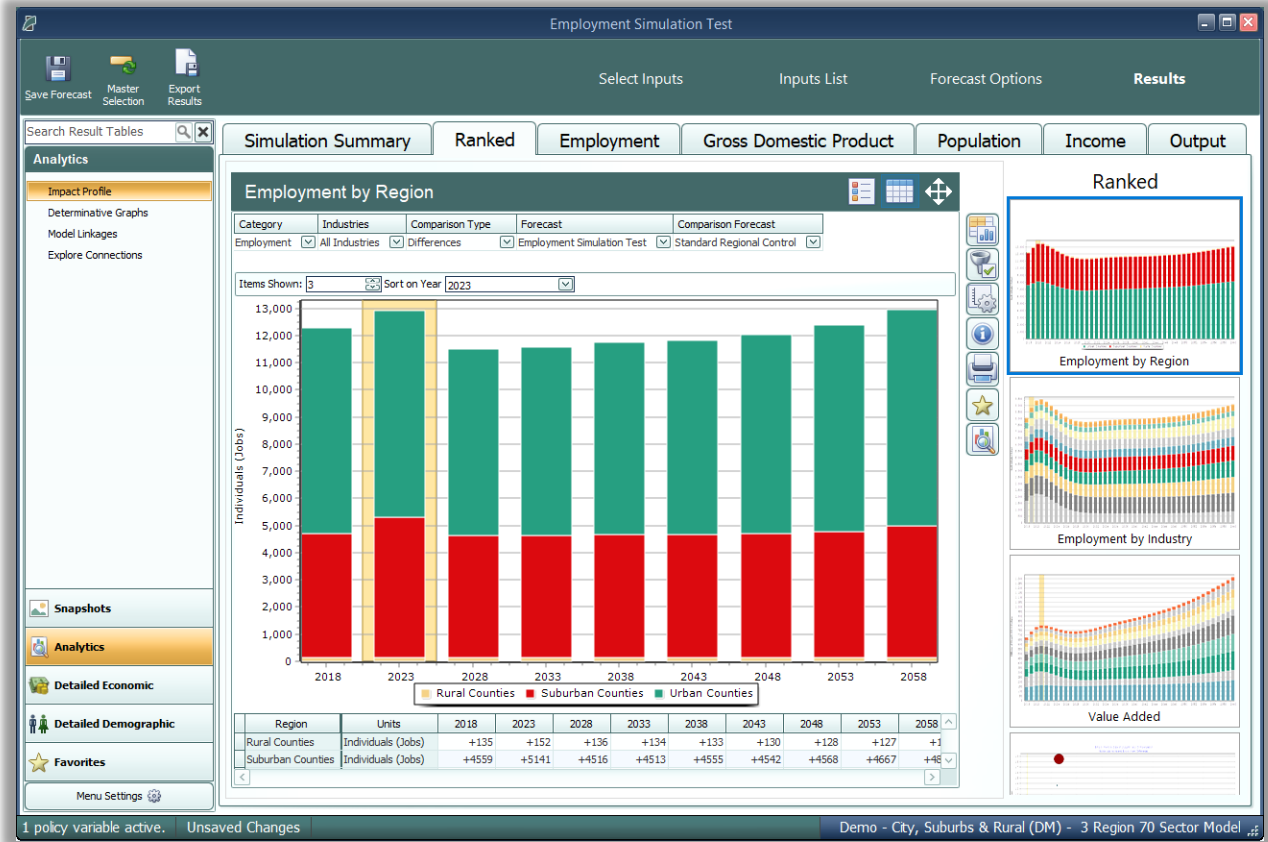 Employment Simulation Test
Save Forecast
Master Selection
Export Results
Select Inputs
Inputs List
Forecast Options
Results
Search Result Tables
Analytics
Impact Profile
Determinative Graphs
Model Linkages
Explore Connections
Snapshots
Analytics
Detailed Economic
Detailed Demographic
Favorites
Menu Settings
Simulation Summary
Ranked
Employment
Gross Domestic Product
Population
Income
Output
Employment by Region
Category Industries Comparison Type Forecast Comparison Forecast
Employment All Industries Differences Employment Simulation Test Standard Regional Control
Items Shown: 3 Sort on Year 2023
Individuals (Jobs)
13,000
12,000
11,000
10,000
9,000
8,000
7,000
6,000
5,000
4,000
3,000
2,000
1,000
0
2018 2023 2028 2033 2038 2043 2048 2053 2058
Rural Counties Suburban Counties Urban Counties
Region Units 2018 2023 2028 2033 2038 2043 2048 2053 2058
Rural Counties Individuals (Jobs) +135 +152 +136 +134 +133 +130 +128 +127 +1
Suburban Counties Individuals (Jobs) +4559 +5141 +4516 +4513 +4555 +4542 +4568 +4667 +48
Ranked
Employment by Region
Employment by Industry
Value Added
1 policy variable active. Unsaved Changes
Demo - City, Suburbs & Rural (DM) - 3 Region 70 Sector Model